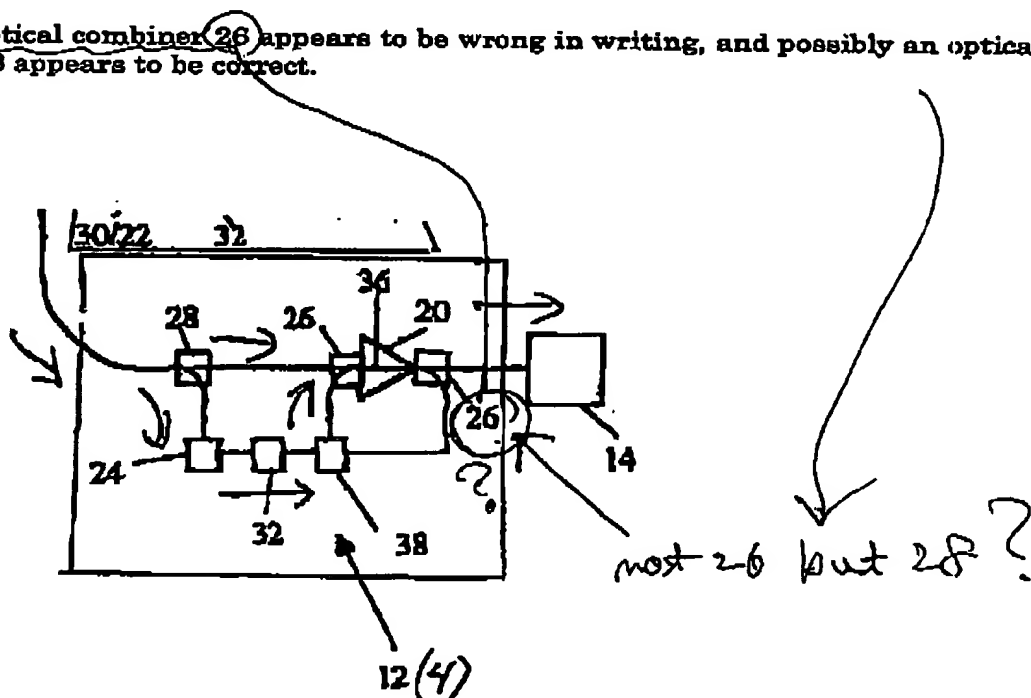 tical combiner 26 appears to be wrong in writing, and possibly an optica
8 appears to be correct.
30/22 32
36
28 26 20
26
24 14
?
32 38
not 26 but 28?
12 (4)